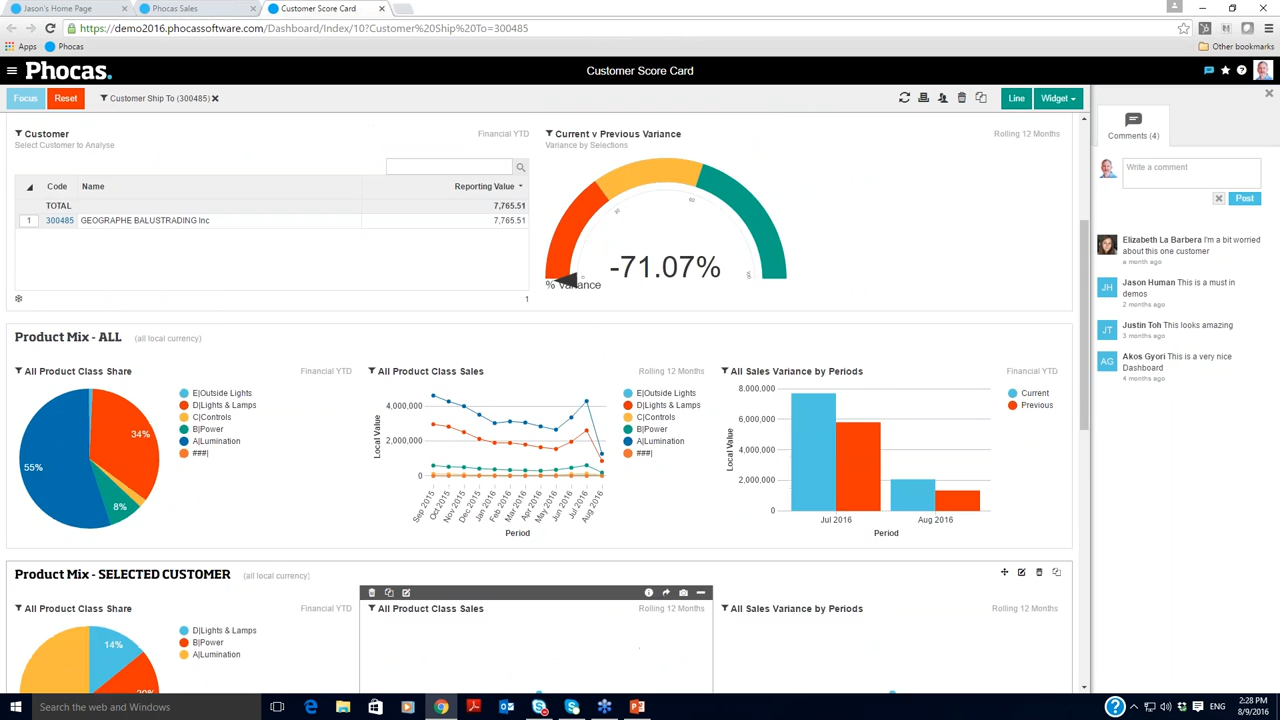 Jason's Home Page
Phocas Sales
Customer Score Card
https://demo2016.phocassoftware.com/Dashboard/Index/10?Customer%20Ship%20To=300485
Apps
Phocas
Other bookmarks
Phocas.
Customer Score Card
Focus
Reset
Customer Ship To (300485)
Line
Widget
Customer
Financial YTD
Select Customer to Analyse
Code Name Reporting Value
TOTAL 7,765.51
1 300485 GEOGRAPHE BALUSTRADING Inc 7,765.51
1
Current v Previous Variance
Rolling 12 Months
Variance by Selections
-71.07%
% Variance
Product Mix - ALL (all local currency)
All Product Class Share
Financial YTD
34%
55%
8%
E|Outside Lights
D|Lights & Lamps
C|Controls
B|Power
A|Lumination
###|
All Product Class Sales
Rolling 12 Months
Local Value
4,000,000
2,000,000
0
Sep 2015
Oct 2015
Nov 2015
Dec 2015
Jan 2016
Feb 2016
Mar 2016
Apr 2016
May 2016
Jun 2016
Jul 2016
Aug 2016
Period
E|Outside Lights
D|Lights & Lamps
C|Controls
B|Power
A|Lumination
###|
All Sales Variance by Periods
Financial YTD
Local Value
8,000,000
6,000,000
4,000,000
2,000,000
0
Jul 2016
Aug 2016
Period
Current
Previous
Product Mix - SELECTED CUSTOMER (all local currency)
All Product Class Share
Financial YTD
14%
D|Lights & Lamps
B|Power
A|Lumination
All Product Class Sales
Rolling 12 Months
All Sales Variance by Periods
Rolling 12 Months
Comments (4)
Write a comment
Post
Elizabeth La Barbera I'm a bit worried
about this one customer
a month ago
JH
Jason Human This is a must in
demos
2 months ago
JT
Justin Toh This looks amazing
3 months ago
AG
Akos Gyori This is a very nice
Dashboard
4 months ago
Search the web and Windows
ENG
2:28 PM
8/9/2016